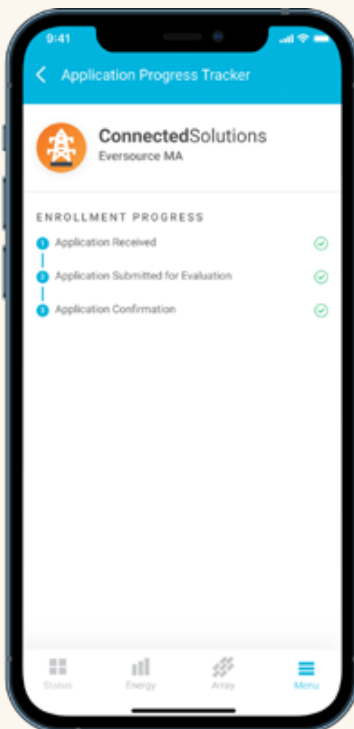 9:41
Application Progress Tracker
ConnectedSolutions
Eversource MA
ENROLLMENT PROGRESS
1 Application Received
2 Application Submitted for Evaluation
3 Application Confirmation
Status Energy Array Menu